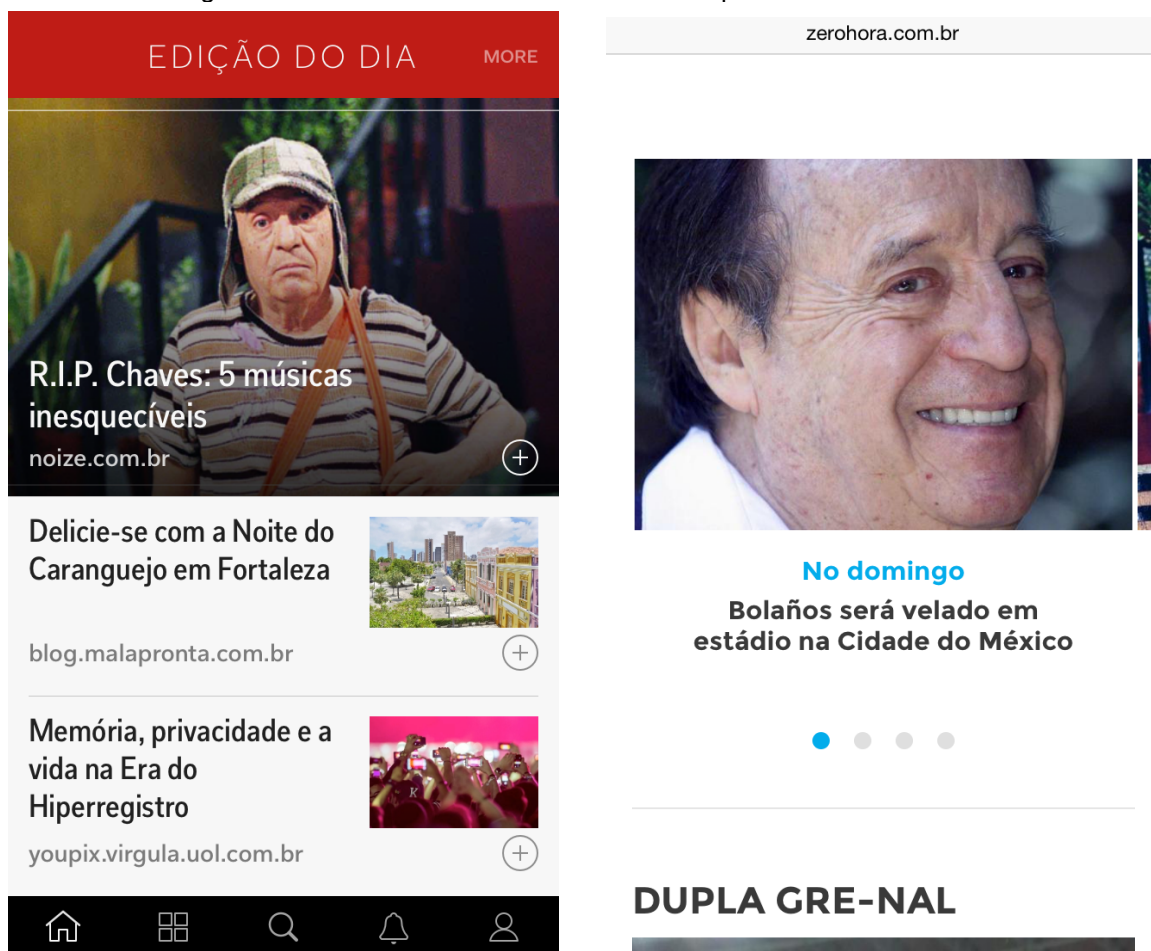 EDIÇÃO DO DIA
MORE
R.I.P. Chaves: 5 músicas
inesquecíveis
noize.com.br
Delicie-se com a Noite do
Caranguejo em Fortaleza
blog.malapronta.com.br
Memória, privacidade e a
vida na Era do
Hiperregistro
youpix.virgula.uol.com.br
zerohora.com.br
No domingo
Bolaños será velado em
estádio na Cidade do México
DUPLA GRE-NAL